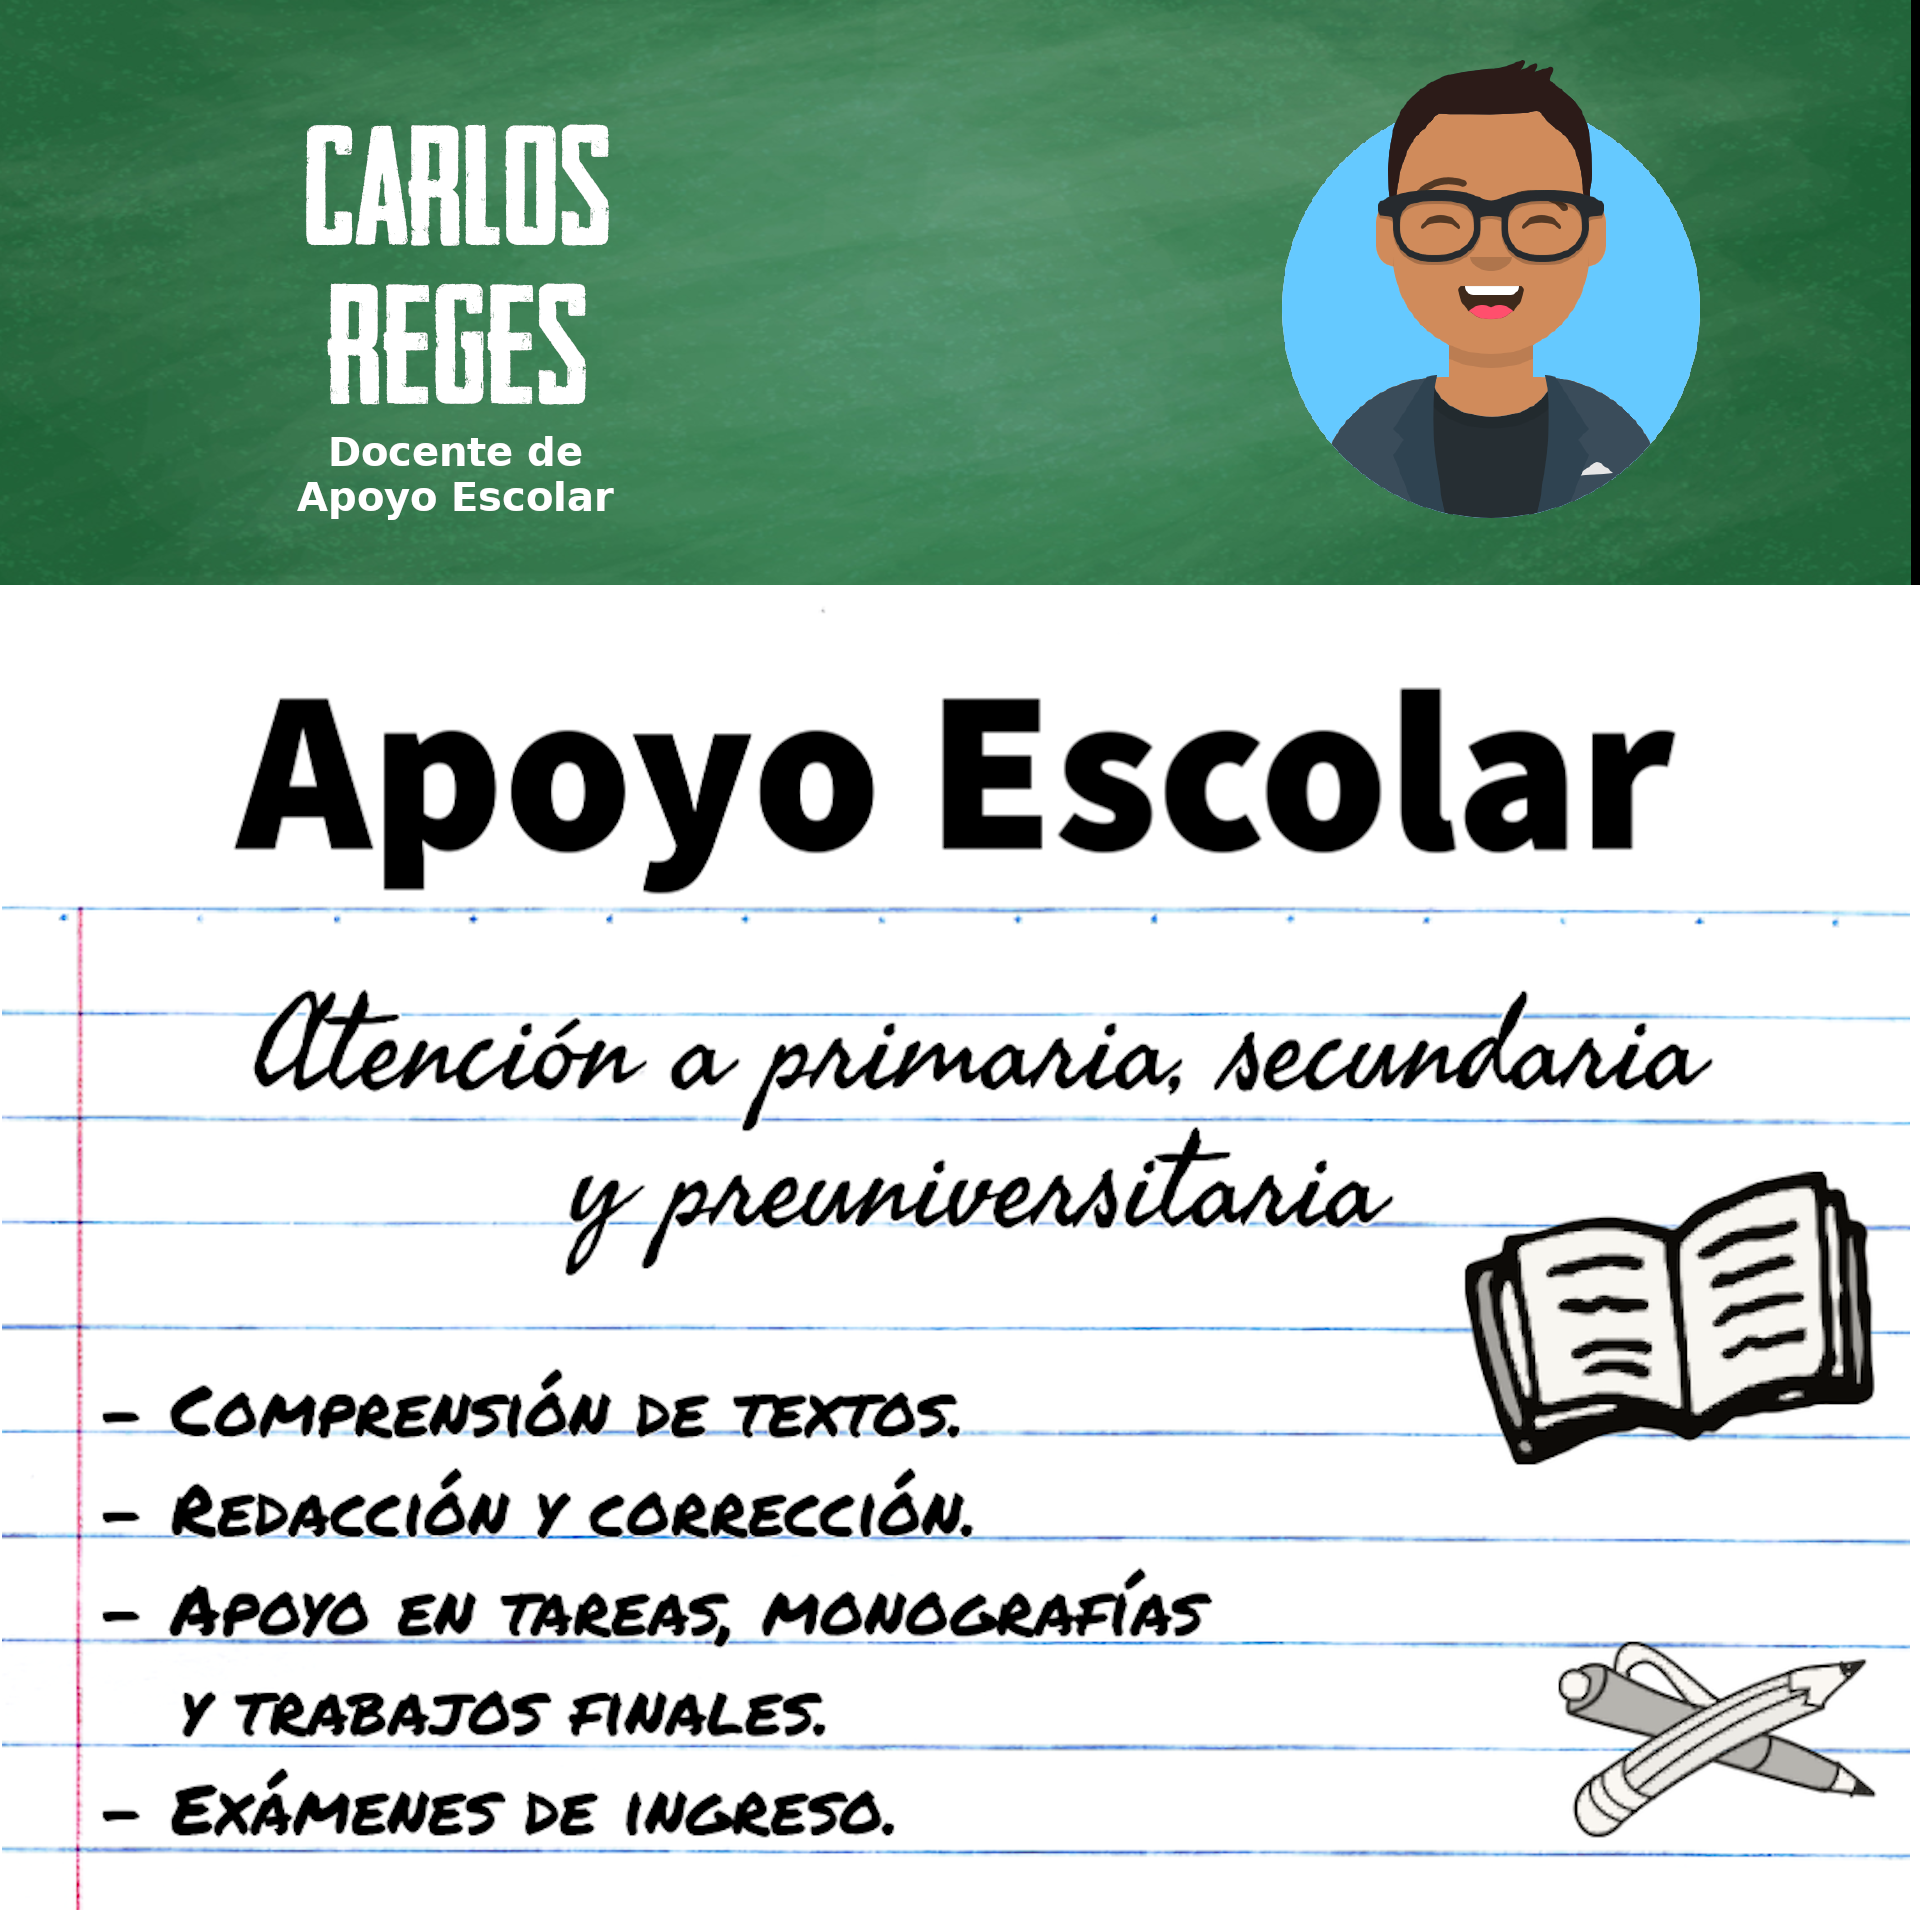 CARLOS
REGES
Docente de
Apoyo Escolar
Apoyo Escolar
Atención a primaria, secundaria
y preuniversitaria
- COMPRENSIÓN DE TEXTOS.
- REDACCIÓN Y CORRECCIÓN.
- APOYO EN TAREAS, MONOGRAFÍAS
Y TRABAJOS FINALES.
- EXÁMENES DE INGRESO.